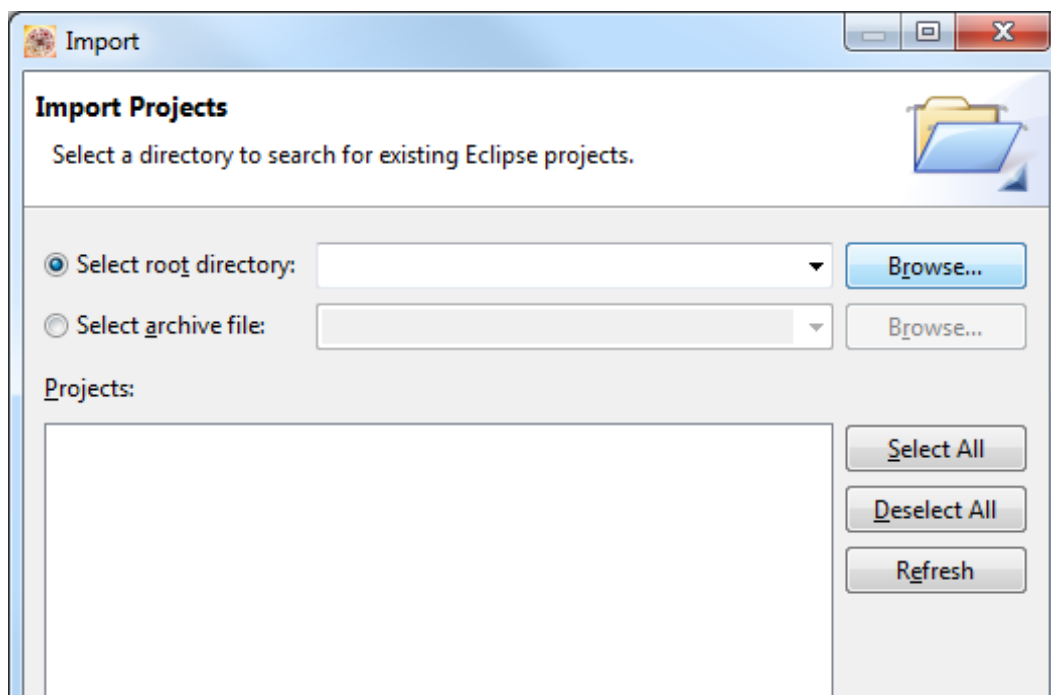 Import
Import Projects
Select a directory to search for existing Eclipse projects.
Select root directory:
Browse...
Select archive file:
Browse...
Projects:
Select All
Deselect All
Refresh